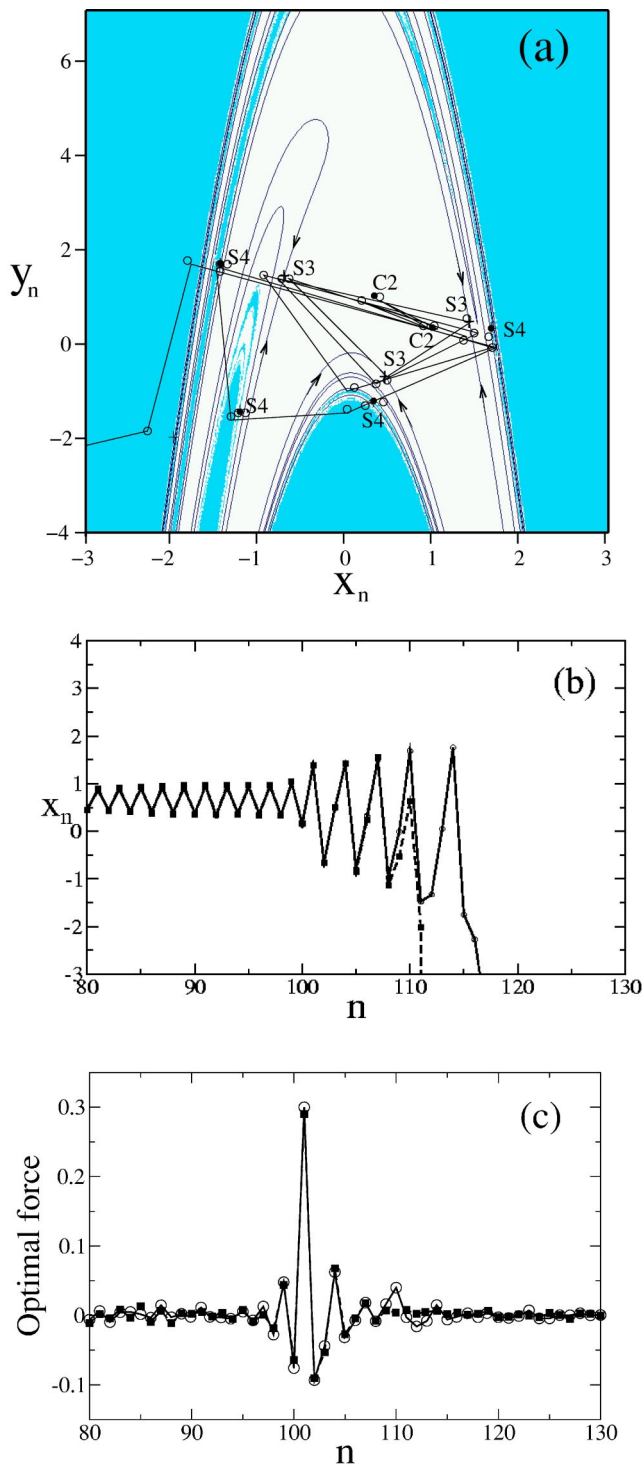 (a)
6
4
2
0
−2
−4
yₙ
S4
S3
C2
S3
C2
S4
S3
S4
S4
−3 −2 −1 0 1 2 3
xₙ
(b)
4
3
2
1
0
-1
-2
-3
xₙ
80 90 100 110 120 130
n
(c)
0.3
0.2
0.1
0
-0.1
Optimal force
80 90 100 110 120 130
n